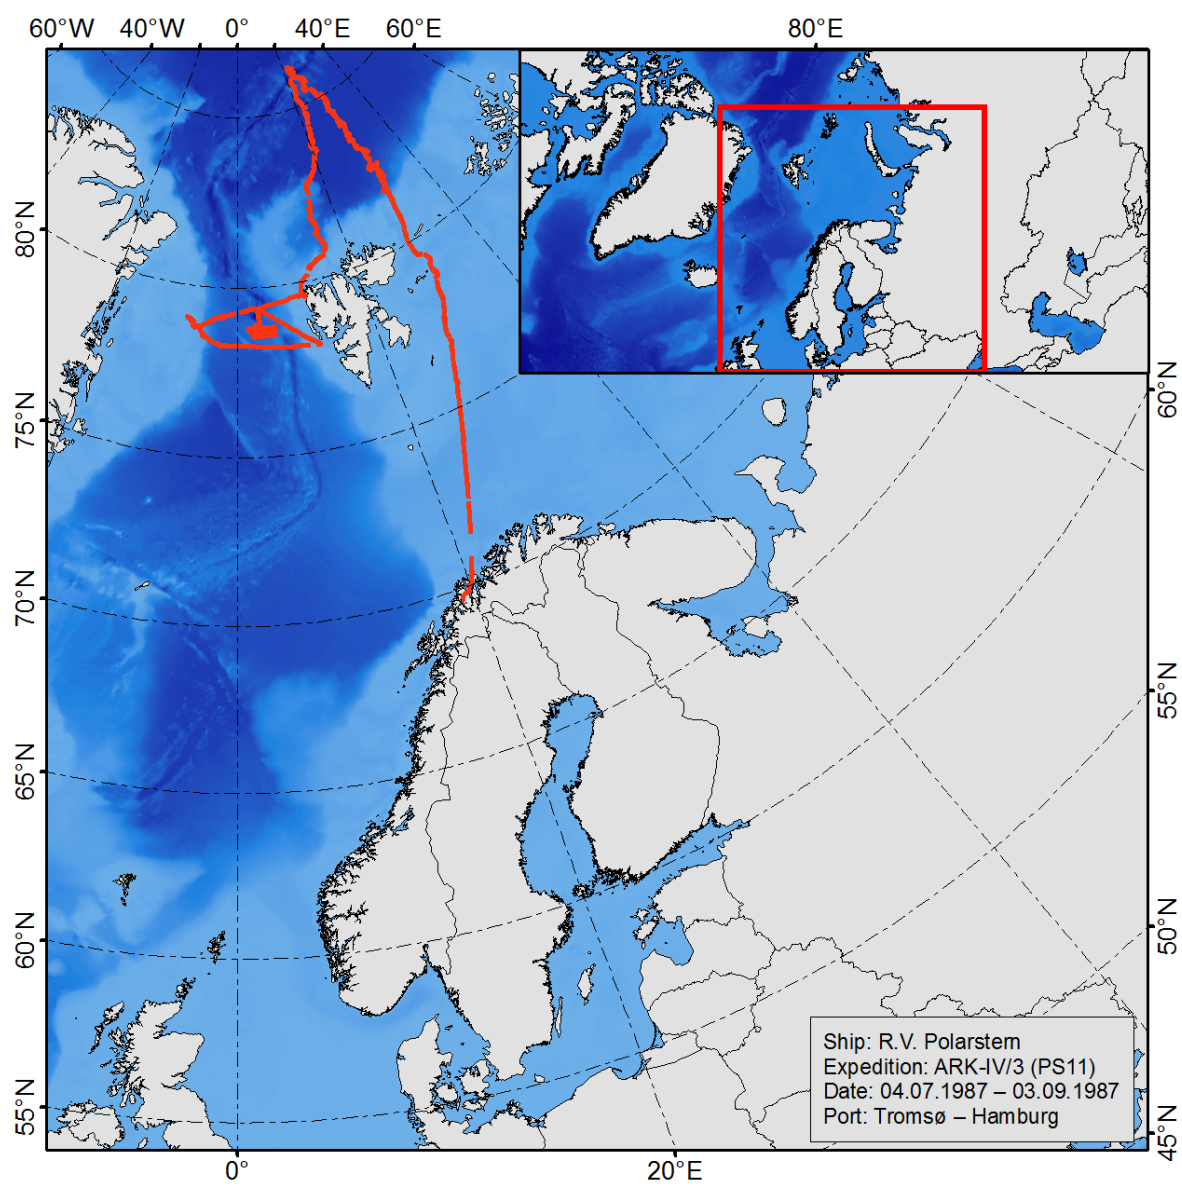 60°W 40°W 0° 40°E 60°E 80°E
80°N
75°N
70°N
65°N
60°N
55°N
60°N
55°N
50°N
45°N
Ship: R.V. Polarstern
Expedition: ARK-IV/3 (PS11)
Date: 04.07.1987 – 03.09.1987
Port: Tromsø – Hamburg
0° 20°E